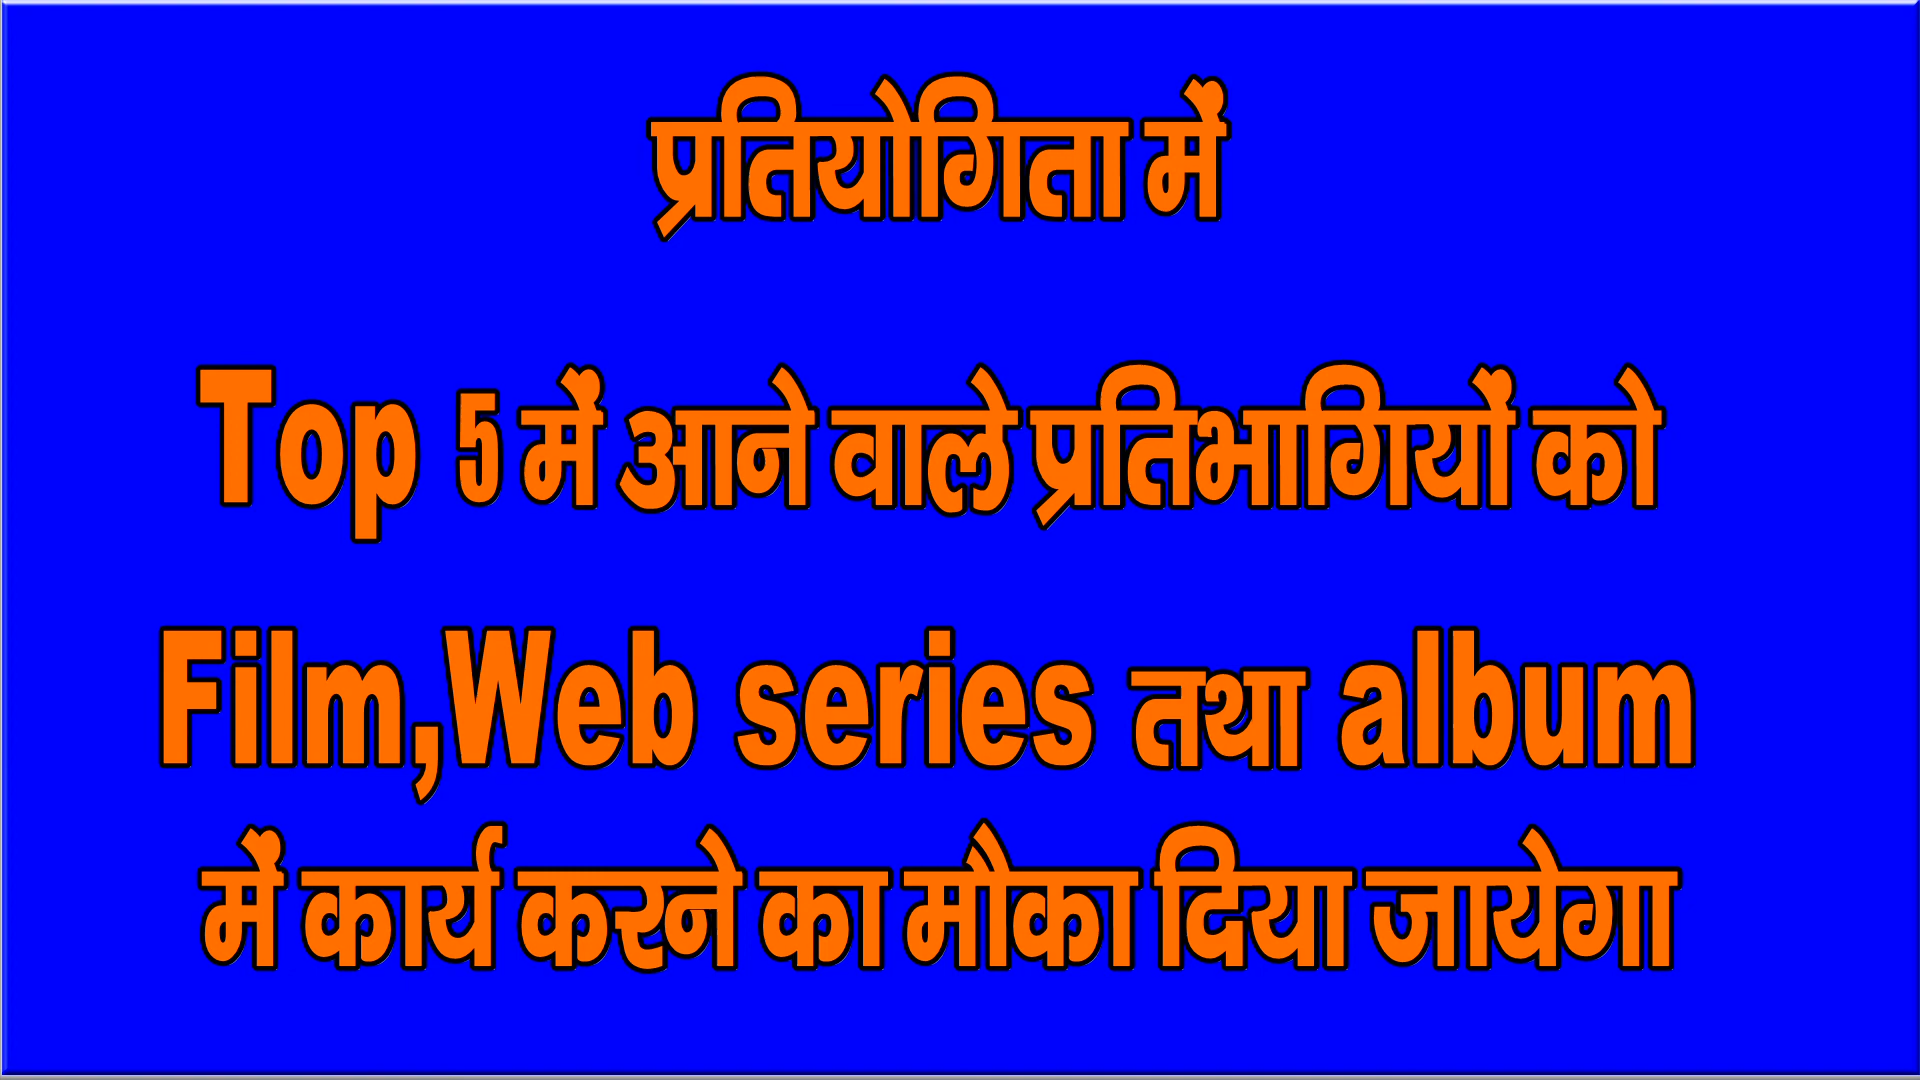 प्रतियोगिता में
Top 5 में आने वाले प्रतिभागियों को
Film,Web series तथा album
में कार्य करने का मौका दिया जायेगा